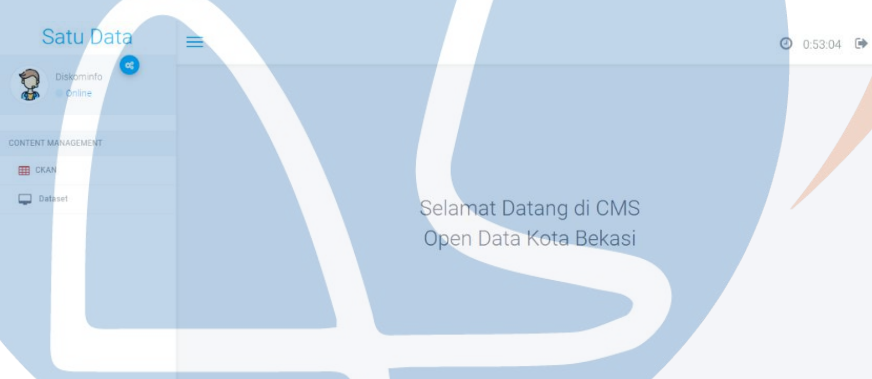 Satu Data
0:53:04
Diskominfo
Online
CONTENT MANAGEMENT
CKAN
Dataset
Selamat Datang di CMS
Open Data Kota Bekasi